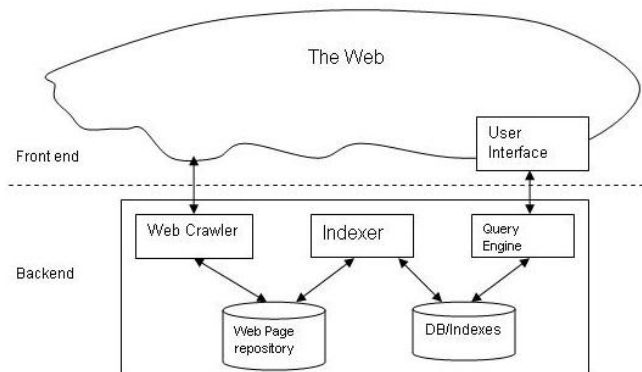 The Web
User
Interface
Front end
Web Crawler
Indexer
Query
Engine
Backend
Web Page
repository
DB/Indexes